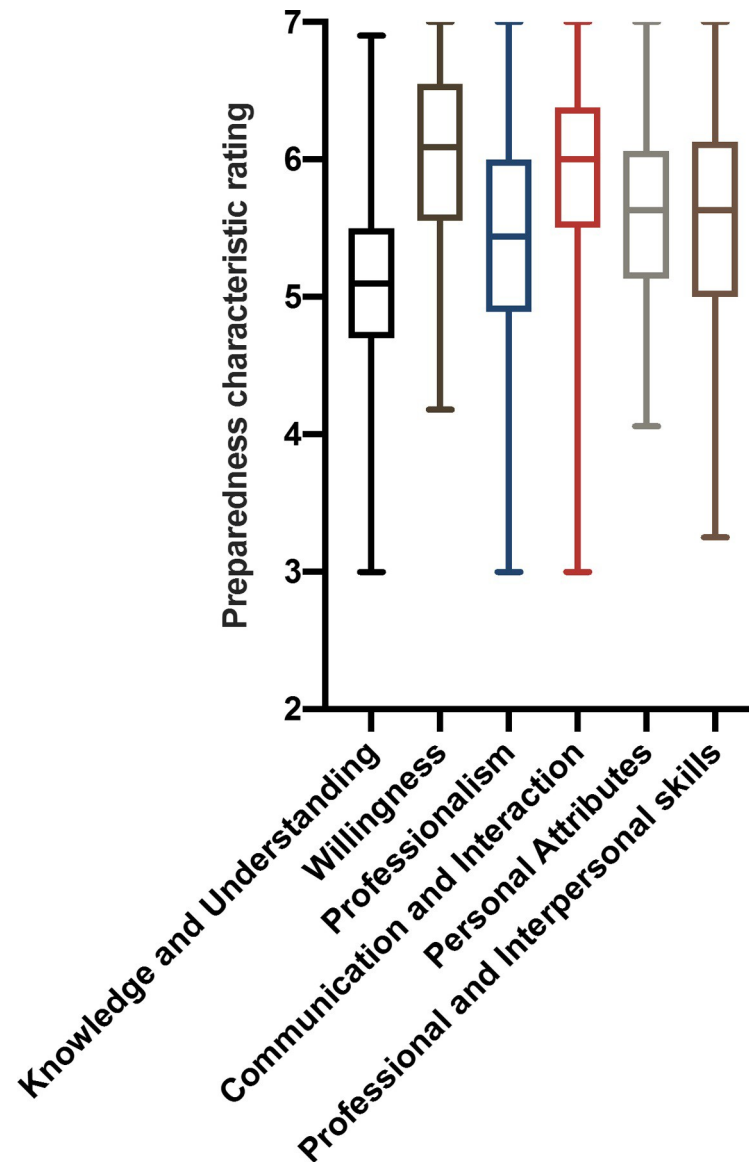 Preparedness characteristic rating
7
6
5
4
3
2
Knowledge and Understanding
Willingness
Professionalism
Communication and Interaction
Personal Attributes
Professional and Interpersonal skills